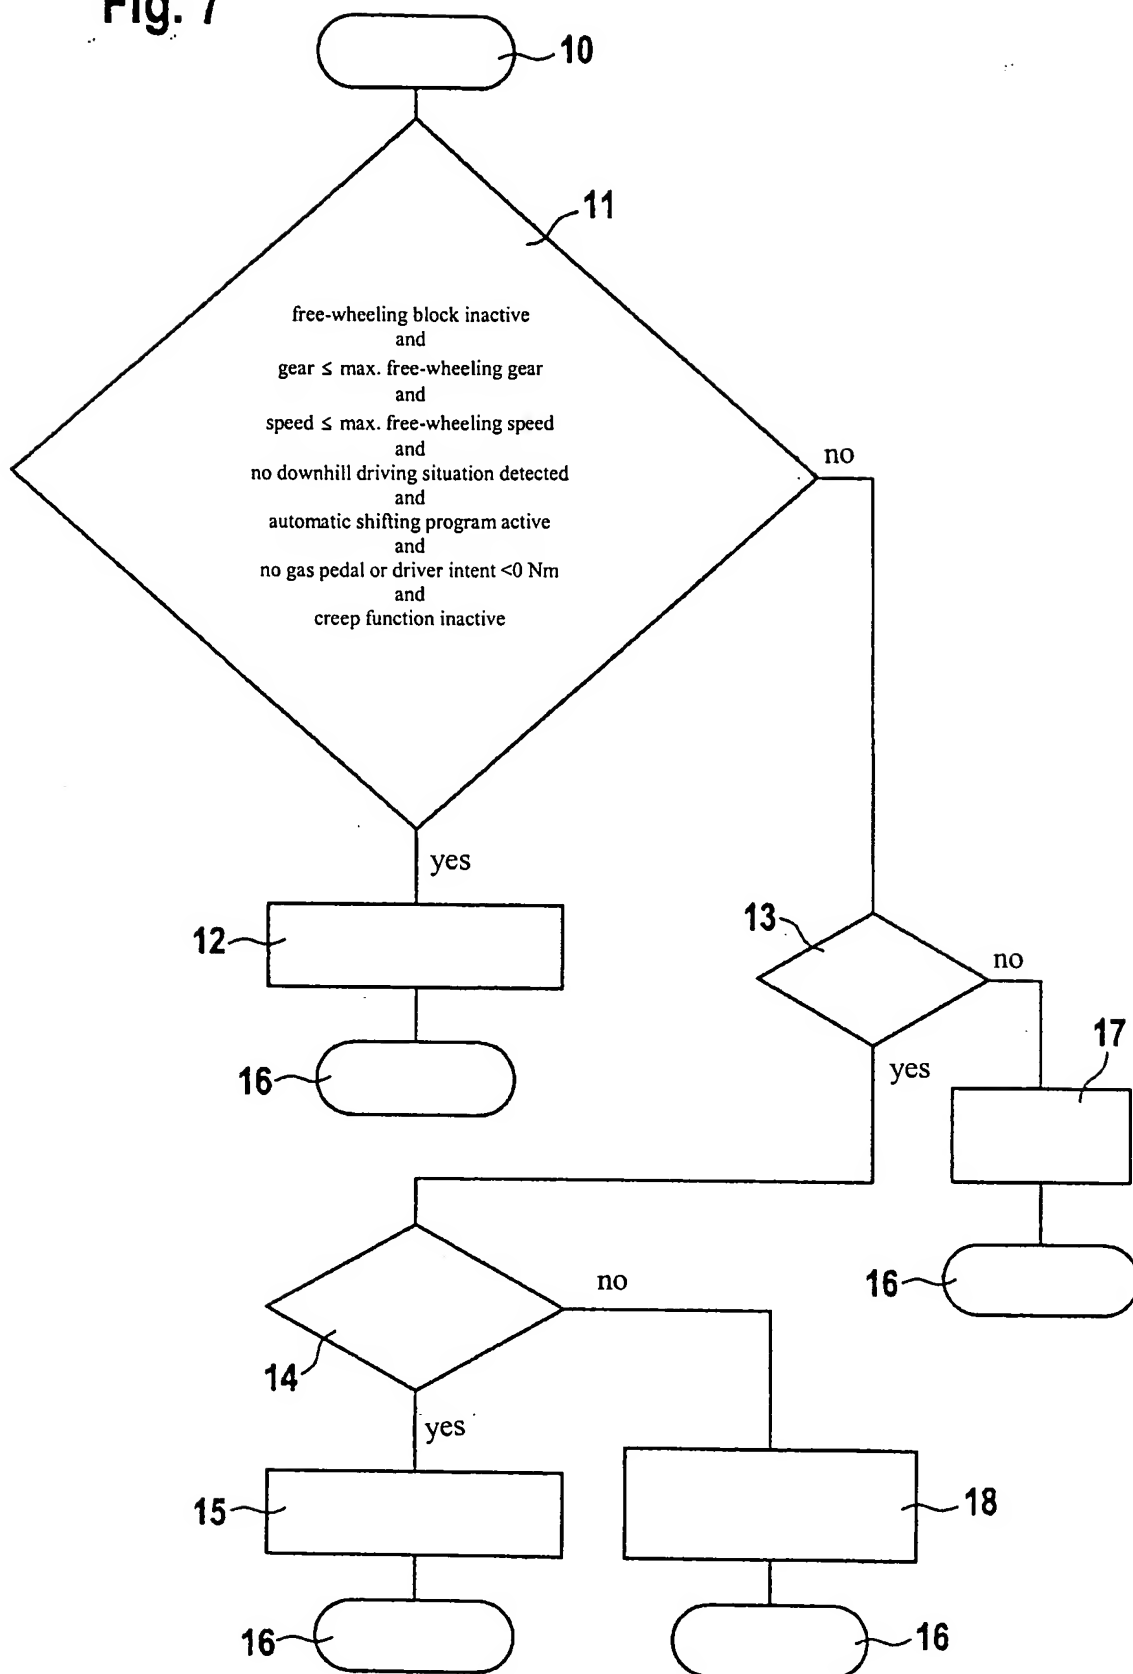 Fig. 7
10
11
free-wheeling block inactive
and
gear ≤ max. free-wheeling gear
and
speed ≤ max. free-wheeling speed
and
no downhill driving situation detected
and
automatic shifting program active
and
no gas pedal or driver intent <0 Nm
and
creep function inactive
no
yes
12
13
no
17
16
yes
16
no
14
yes
15
18
16
16